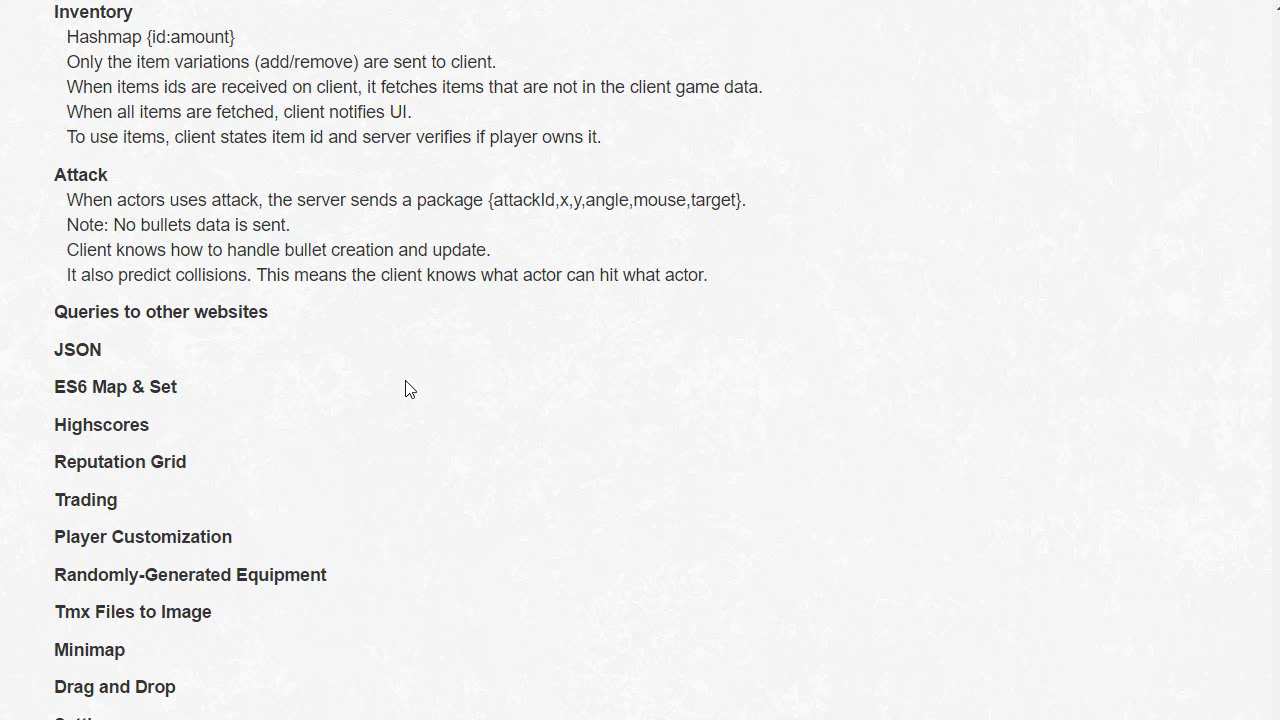 Inventory
Hashmap {id:amount}
Only the item variations (add/remove) are sent to client.
When items ids are received on client, it fetches items that are not in the client game data.
When all items are fetched, client notifies UI.
To use items, client states item id and server verifies if player owns it.
Attack
When actors uses attack, the server sends a package {attackId,x,y,angle,mouse,target}.
Note: No bullets data is sent.
Client knows how to handle bullet creation and update.
It also predict collisions. This means the client knows what actor can hit what actor.
Queries to other websites
JSON
ES6 Map & Set
Highscores
Reputation Grid
Trading
Player Customization
Randomly-Generated Equipment
Tmx Files to Image
Minimap
Drag and Drop